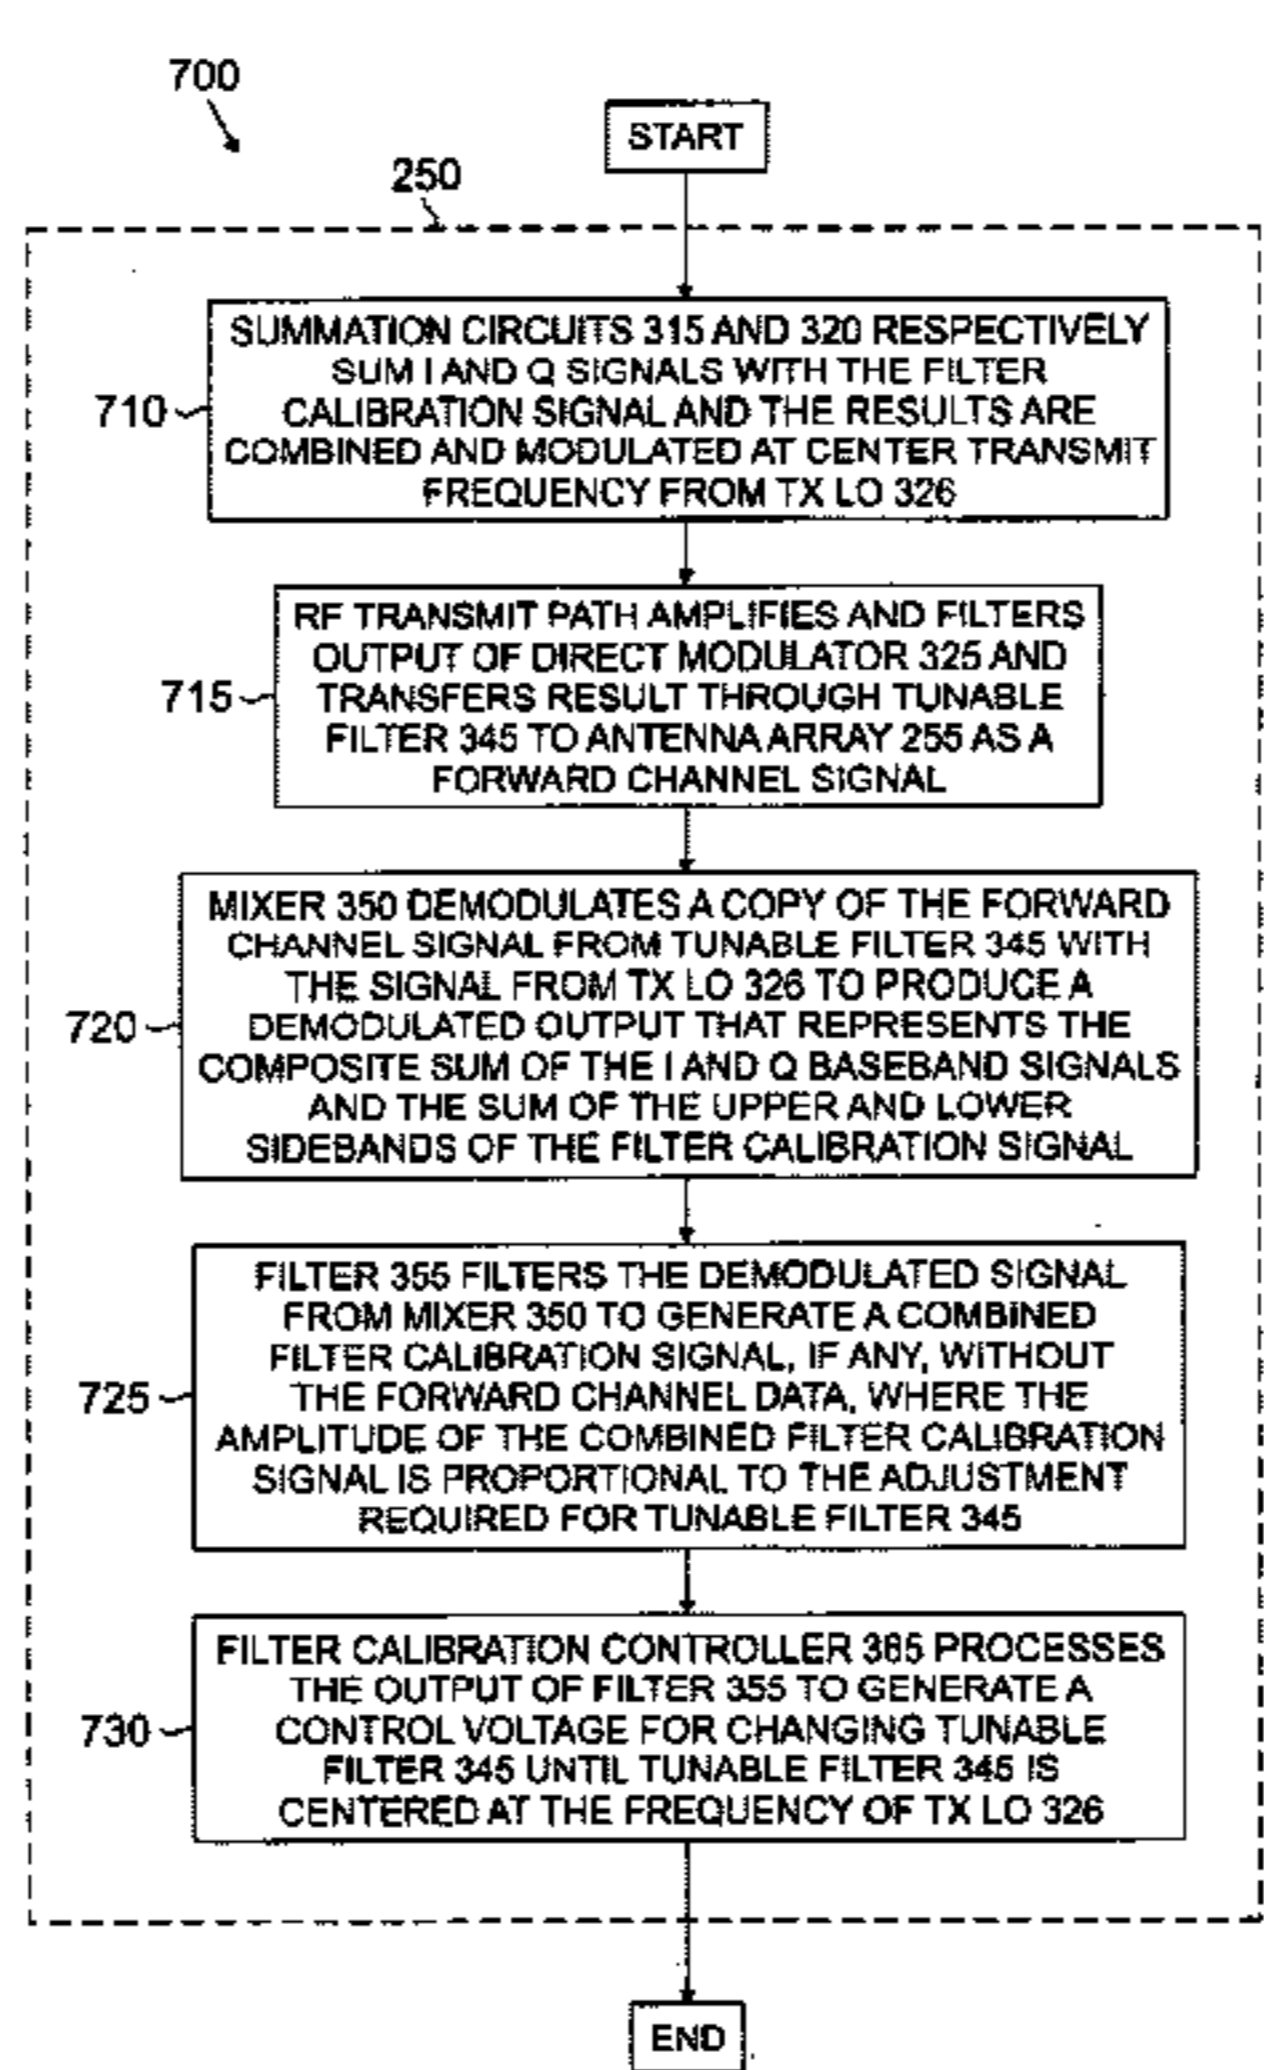 700
START
250
710
SUMMATION CIRCUITS 315 AND 320 RESPECTIVELY
SUM I AND Q SIGNALS WITH THE FILTER
CALIBRATION SIGNAL AND THE RESULTS ARE
COMBINED AND MODULATED AT CENTER TRANSMIT
FREQUENCY FROM TX LO 326
715
RF TRANSMIT PATH AMPLIFIES AND FILTERS
OUTPUT OF DIRECT MODULATOR 325 AND
TRANSFERS RESULT THROUGH TUNABLE
FILTER 345 TO ANTENNA ARRAY 255 AS A
FORWARD CHANNEL SIGNAL
720
MIXER 350 DEMODULATES A COPY OF THE FORWARD
CHANNEL SIGNAL FROM TUNABLE FILTER 345 WITH
THE SIGNAL FROM TX LO 326 TO PRODUCE A
DEMODULATED OUTPUT THAT REPRESENTS THE
COMPOSITE SUM OF THE I AND Q BASEBAND SIGNALS
AND THE SUM OF THE UPPER AND LOWER
SIDEBANDS OF THE FILTER CALIBRATION SIGNAL
725
FILTER 355 FILTERS THE DEMODULATED SIGNAL
FROM MIXER 350 TO GENERATE A COMBINED
FILTER CALIBRATION SIGNAL, IF ANY, WITHOUT
THE FORWARD CHANNEL DATA, WHERE THE
AMPLITUDE OF THE COMBINED FILTER CALIBRATION
SIGNAL IS PROPORTIONAL TO THE ADJUSTMENT
REQUIRED FOR TUNABLE FILTER 345
730
FILTER CALIBRATION CONTROLLER 365 PROCESSES
THE OUTPUT OF FILTER 355 TO GENERATE A
CONTROL VOLTAGE FOR CHANGING TUNABLE
FILTER 345 UNTIL TUNABLE FILTER 345 IS
CENTERED AT THE FREQUENCY OF TX LO 326
END